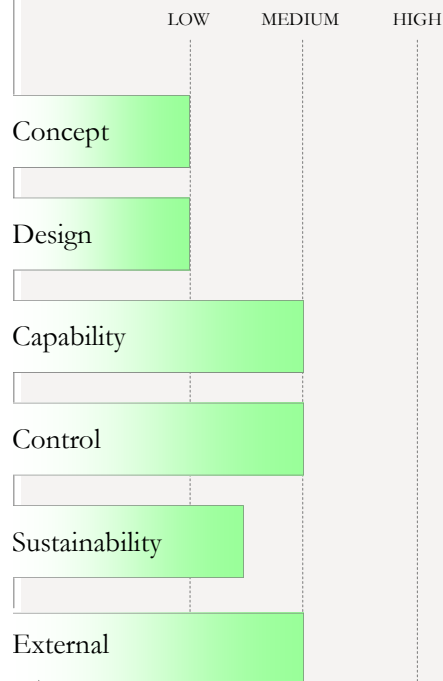 LOW MEDIUM HIGH
Concept
Design
Capability
Control
Sustainability
External